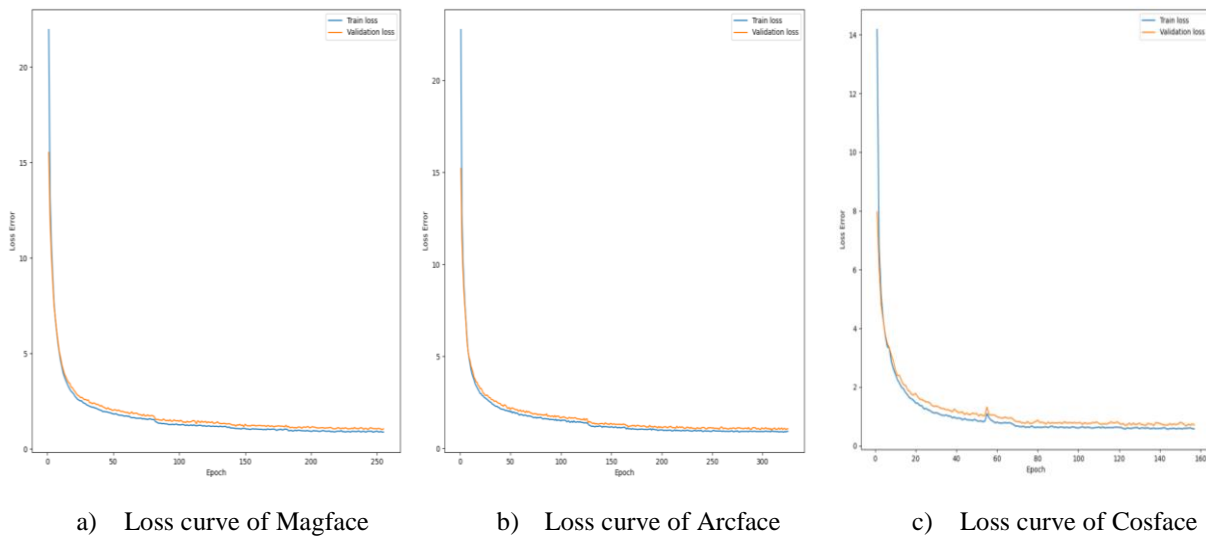 Train loss
Validation loss
20
15
10
5
0
Loss Error
0 50 100 150 200 250
Epoch
Train loss
Validation loss
20
15
10
5
0
Loss Error
0 50 100 150 200 250 300
Epoch
Train loss
Validation loss
14
12
10
8
6
4
2
0
Loss Error
0 20 40 60 80 100 120 140 160
Epoch
a) Loss curve of Magface
b) Loss curve of Arcface
c) Loss curve of Cosface